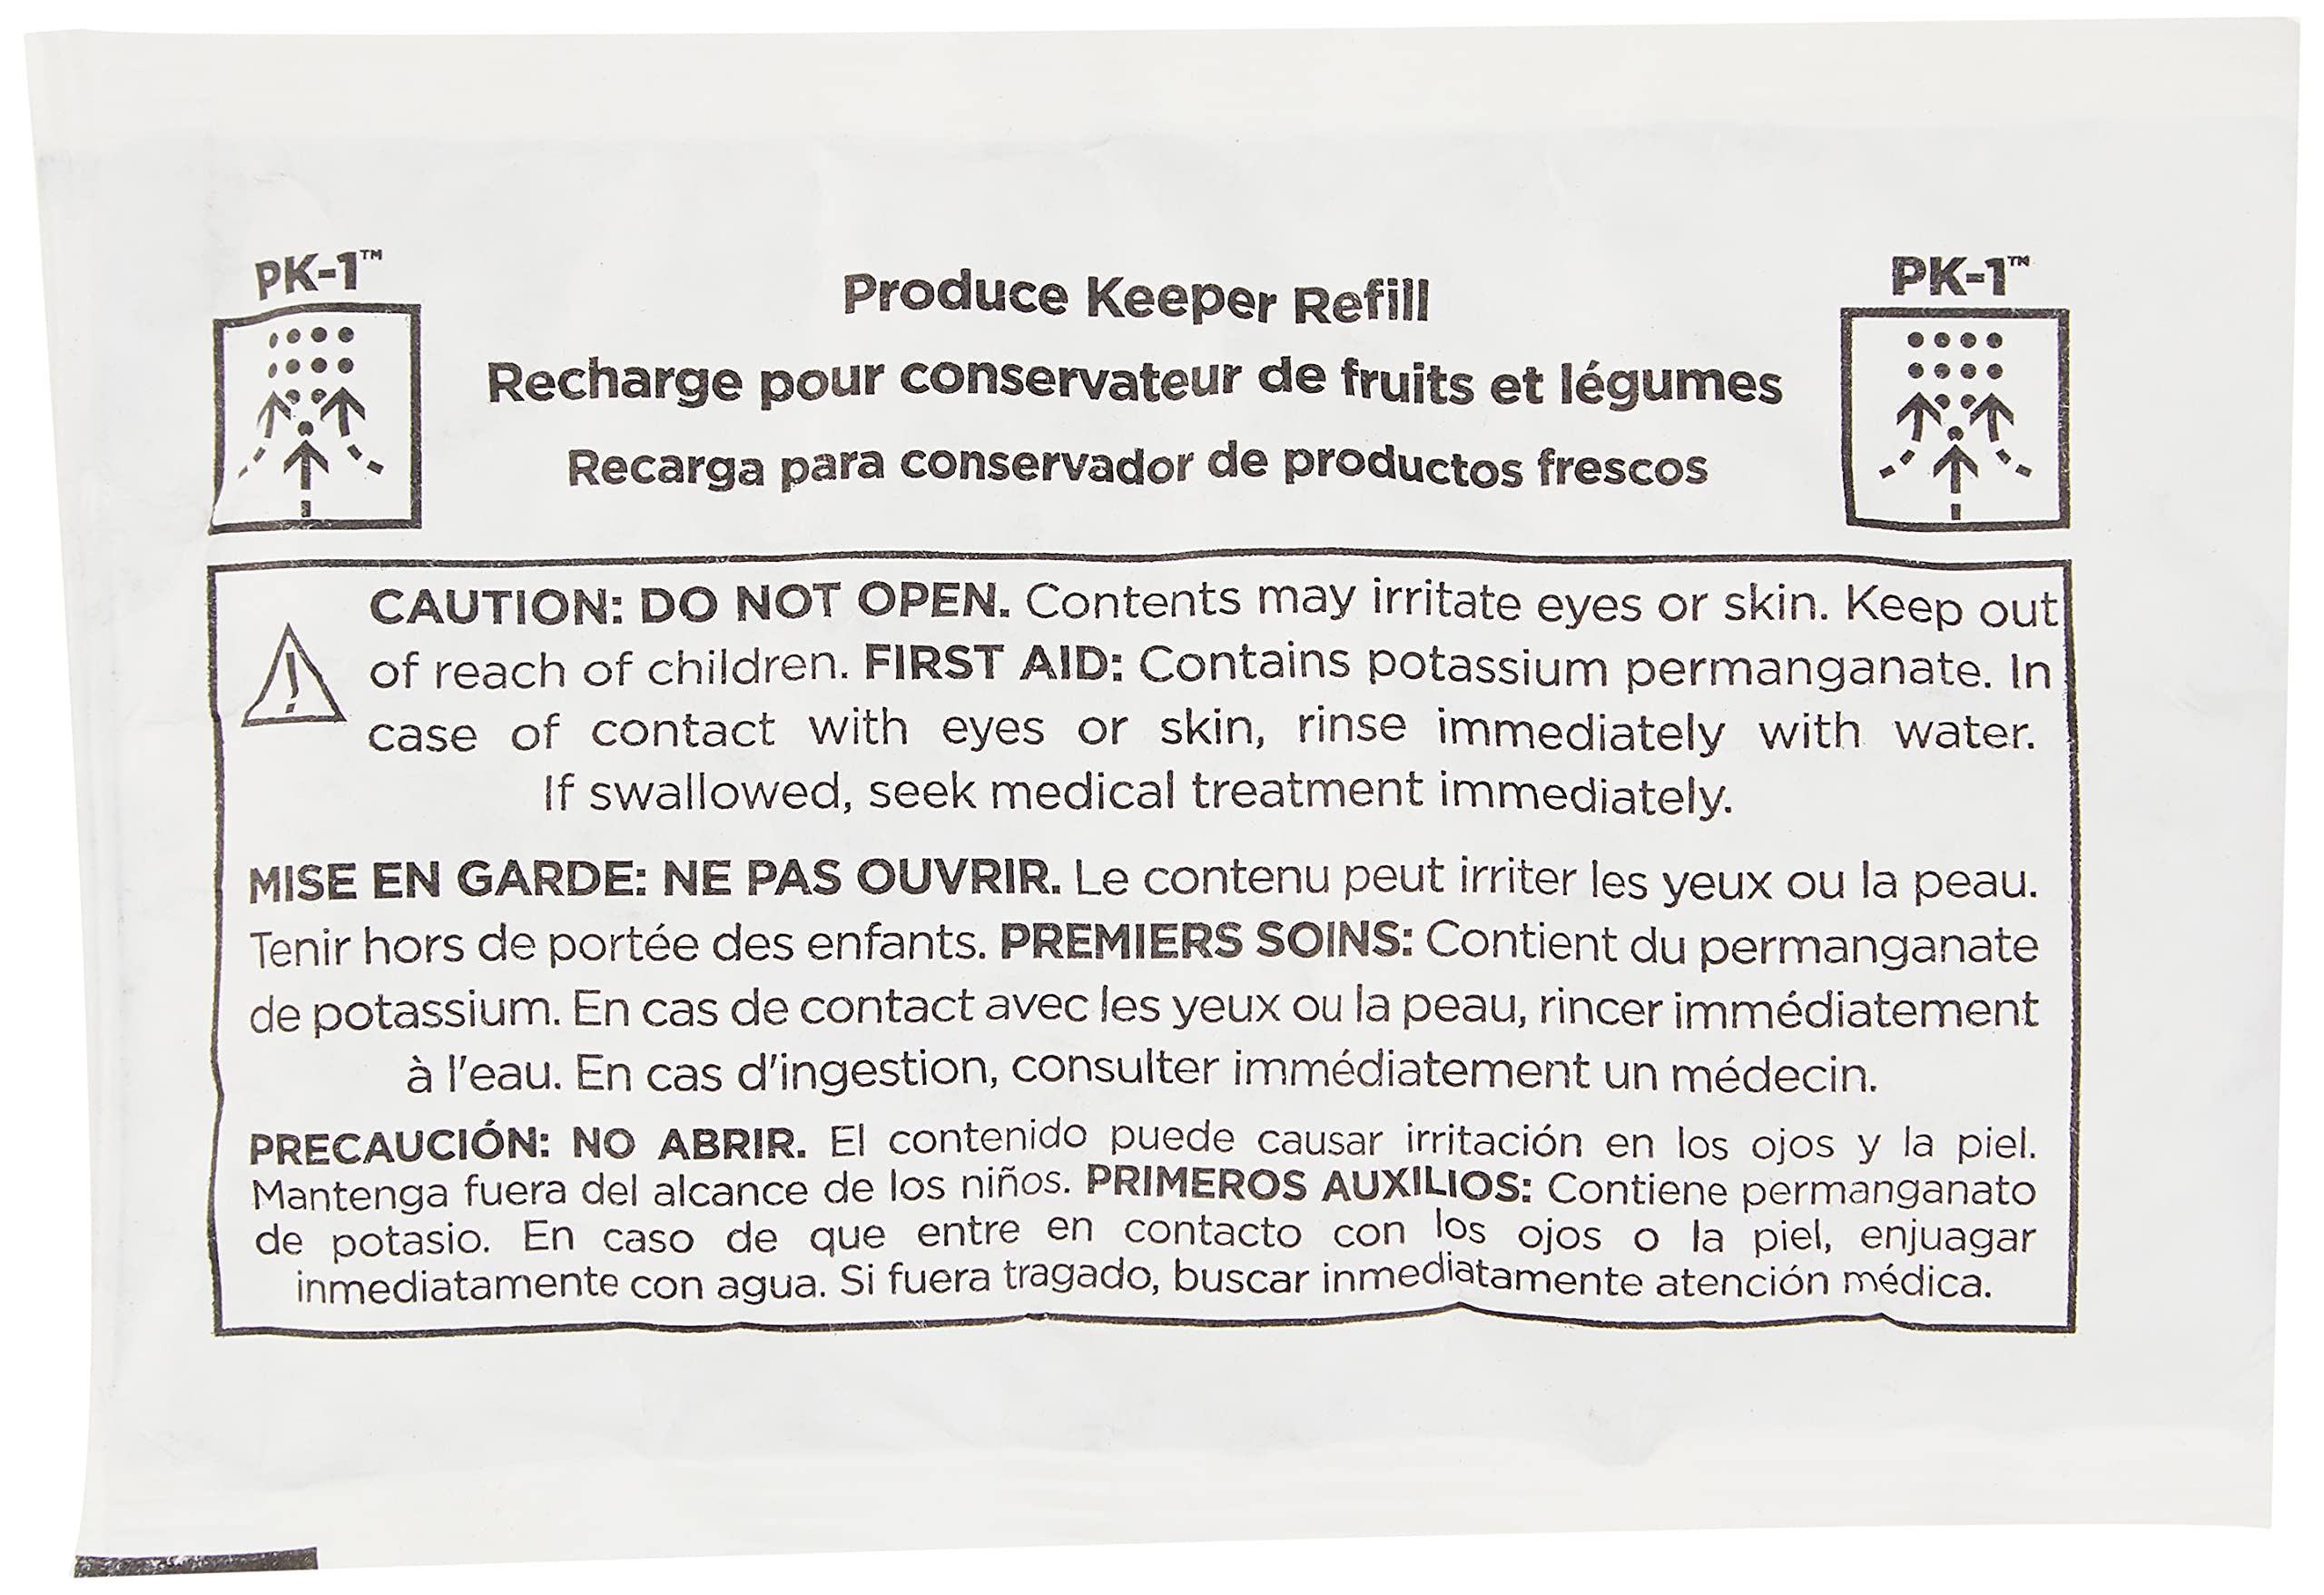 PK-1™
Produce Keeper Refill
PK-1™
Recharge pour conservateur de fruits et légumes
Recarga para conservador de productos frescos
CAUTION: DO NOT OPEN. Contents may irritate eyes or skin. Keep out
of reach of children. FIRST AID: Contains potassium permanganate. In
case of contact with eyes or skin, rinse immediately with water.
If swallowed, seek medical treatment immediately.
MISE EN GARDE: NE PAS OUVRIR. Le contenu peut irriter les yeux ou la peau.
Tenir hors de portée des enfants. PREMIERS SOINS: Contient du permanganate
de potassium. En cas de contact avec les yeux ou la peau, rincer immédiatement
à l'eau. En cas d'ingestion, consulter immédiatement un médecin.
PRECAUCIÓN: NO ABRIR. El contenido puede causar irritación en los ojos y la piel.
Mantenga fuera del alcance de los niños. PRIMEROS AUXILIOS: Contiene permanganato
de potasio. En caso de que entre en contacto con los ojos o la piel, enjuagar
inmediatamente con agua. Si fuera tragado, buscar inmediatamente atención médica.